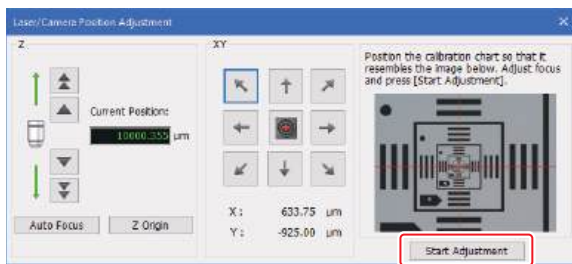 Laser/Camera Position Adjustment
Z
Current Position:
10000.355 µm
Auto Focus
Z Origin
XY
X: 633.75 µm
Y: -925.00 µm
Position the calibration chart so that it
resembles the image below. Adjust focus
and press [Start Adjustment].
Start Adjustment